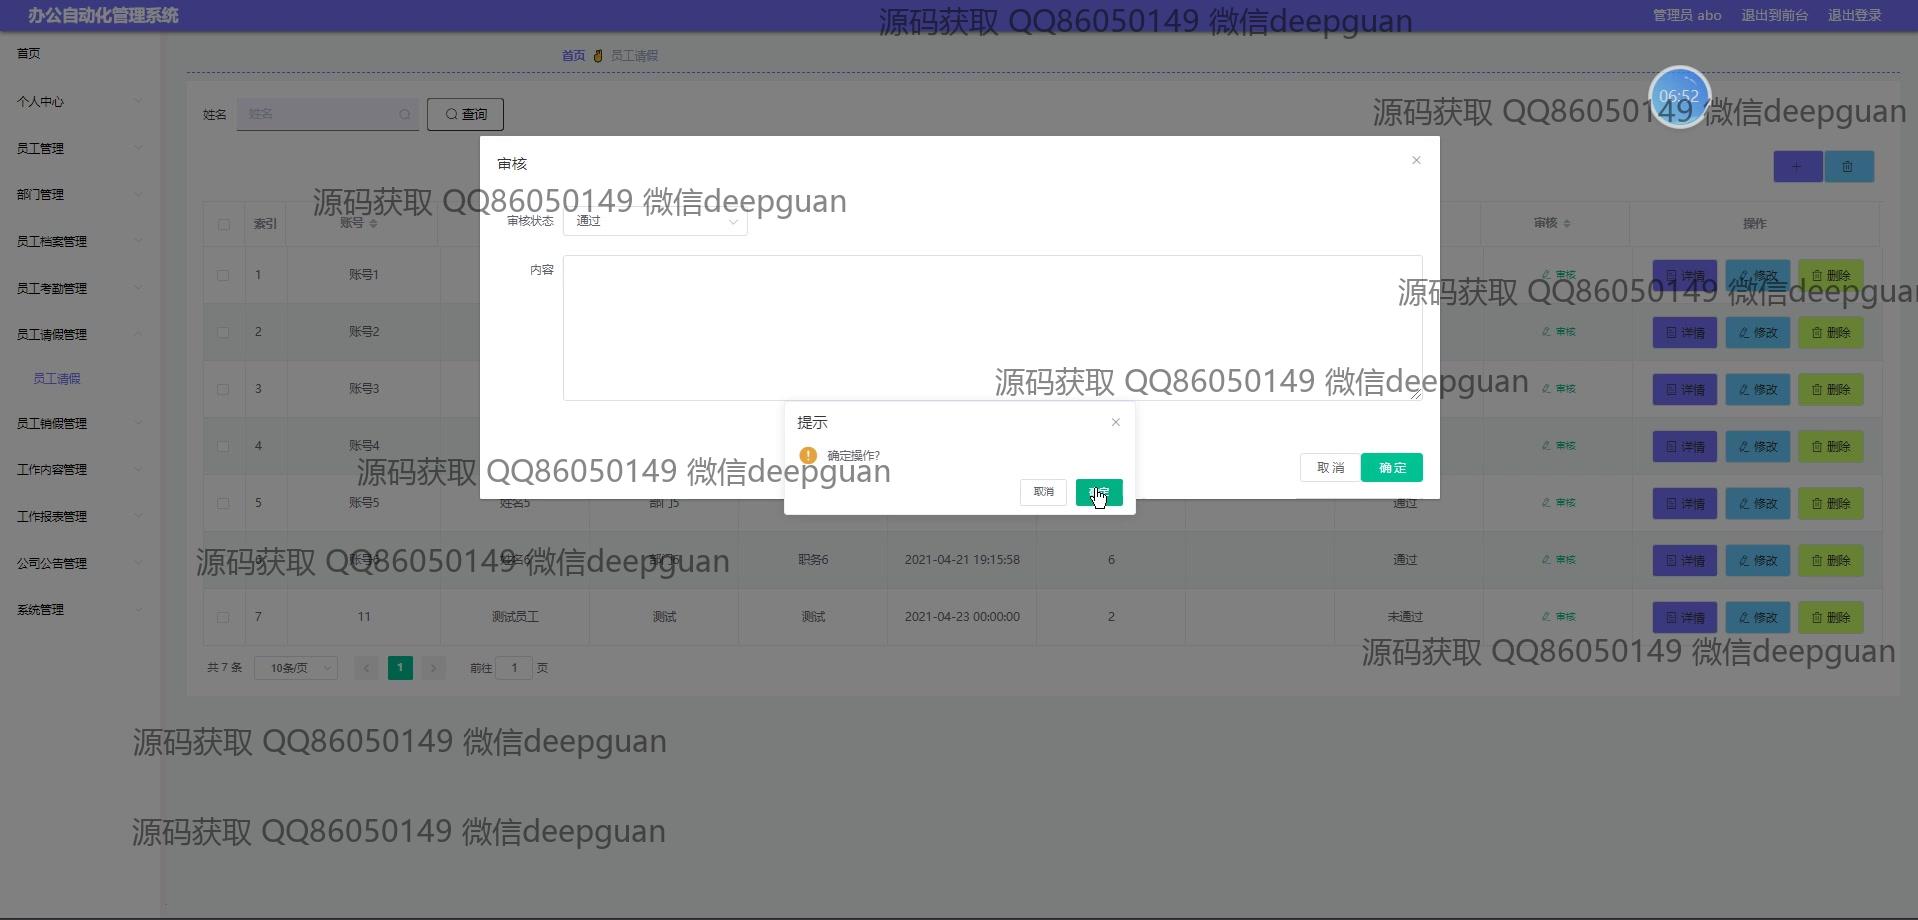 办公自动化管理系统
源码获取 QQ86050149 微信deepguan
管理员 abo 退出到前台 退出登录
首页
首页 员工请假
个人中心
06:52
源码获取 QQ86050149 微信deepguan
姓名 姓名 查询
员工管理
审核
部门管理
源码获取 QQ86050149 微信deepguan
索引 账号 审核状态 通过 审核 操作
员工档案管理
1 账号1 内容 审核 详情 修改 删除
员工考勤管理
源码获取 QQ86050149 微信deepguan
员工请假管理
2 账号2 审核 详情 修改 删除
员工请假
源码获取 QQ86050149 微信deepguan
3 账号3 审核 详情 修改 删除
员工销假管理
提示
4 账号4 审核 详情 修改 删除
确定操作?
工作内容管理
源码获取 QQ86050149 微信deepguan
取消 确定
取消
5 账号5 姓名5 部门5 通过 审核 详情 修改 删除
工作报表管理
公司公告管理
源码获取 QQ86050149 微信deepguan
6 账号6 姓名6 部门6 职务6 2021-04-21 19:15:58 6 通过 审核 详情 修改 删除
系统管理
7 11 测试员工 测试 测试 2021-04-23 00:00:00 2 未通过 审核 详情 修改 删除
源码获取 QQ86050149 微信deepguan
共 7 条 10条/页 1 前往 1 页
源码获取 QQ86050149 微信deepguan
源码获取 QQ86050149 微信deepguan